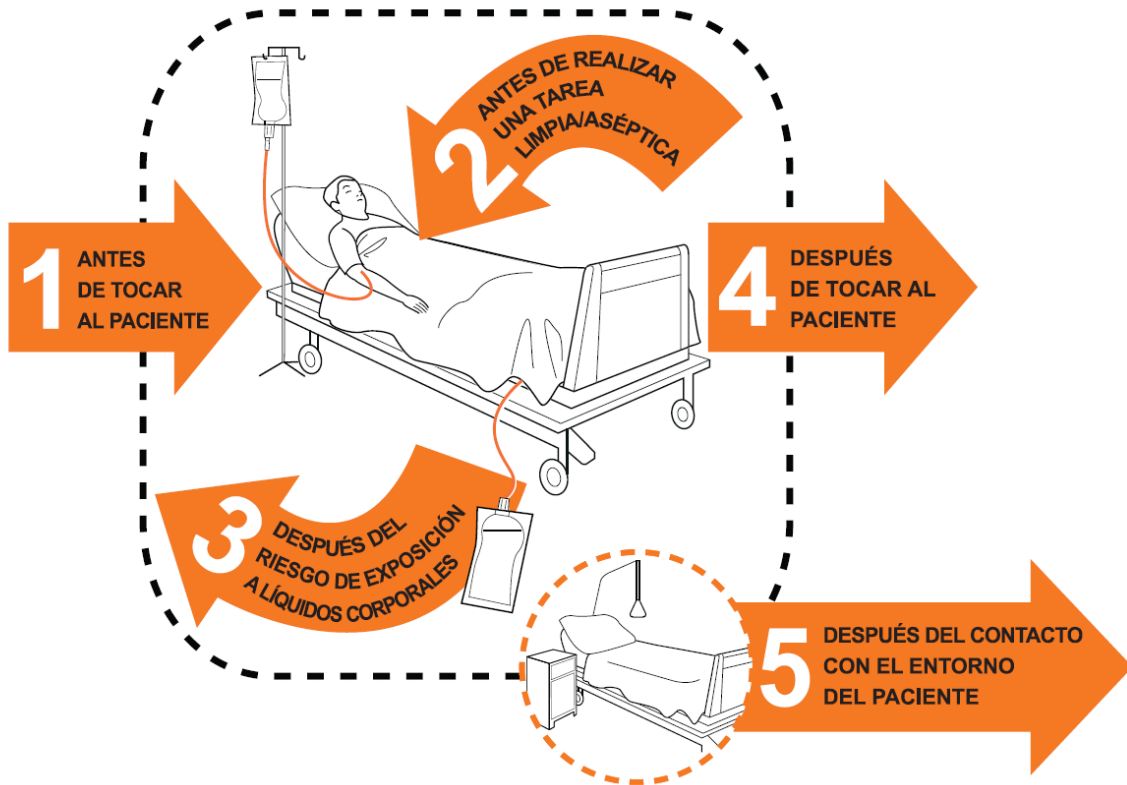 1
ANTES
DE TOCAR
AL PACIENTE
2
ANTES DE REALIZAR
UNA TAREA
LIMPIA/ASÉPTICA
3
DESPUÉS DEL
RIESGO DE EXPOSICIÓN
A LÍQUIDOS CORPORALES
4
DESPUÉS
DE TOCAR AL
PACIENTE
5
DESPUÉS DEL CONTACTO
CON EL ENTORNO
DEL PACIENTE